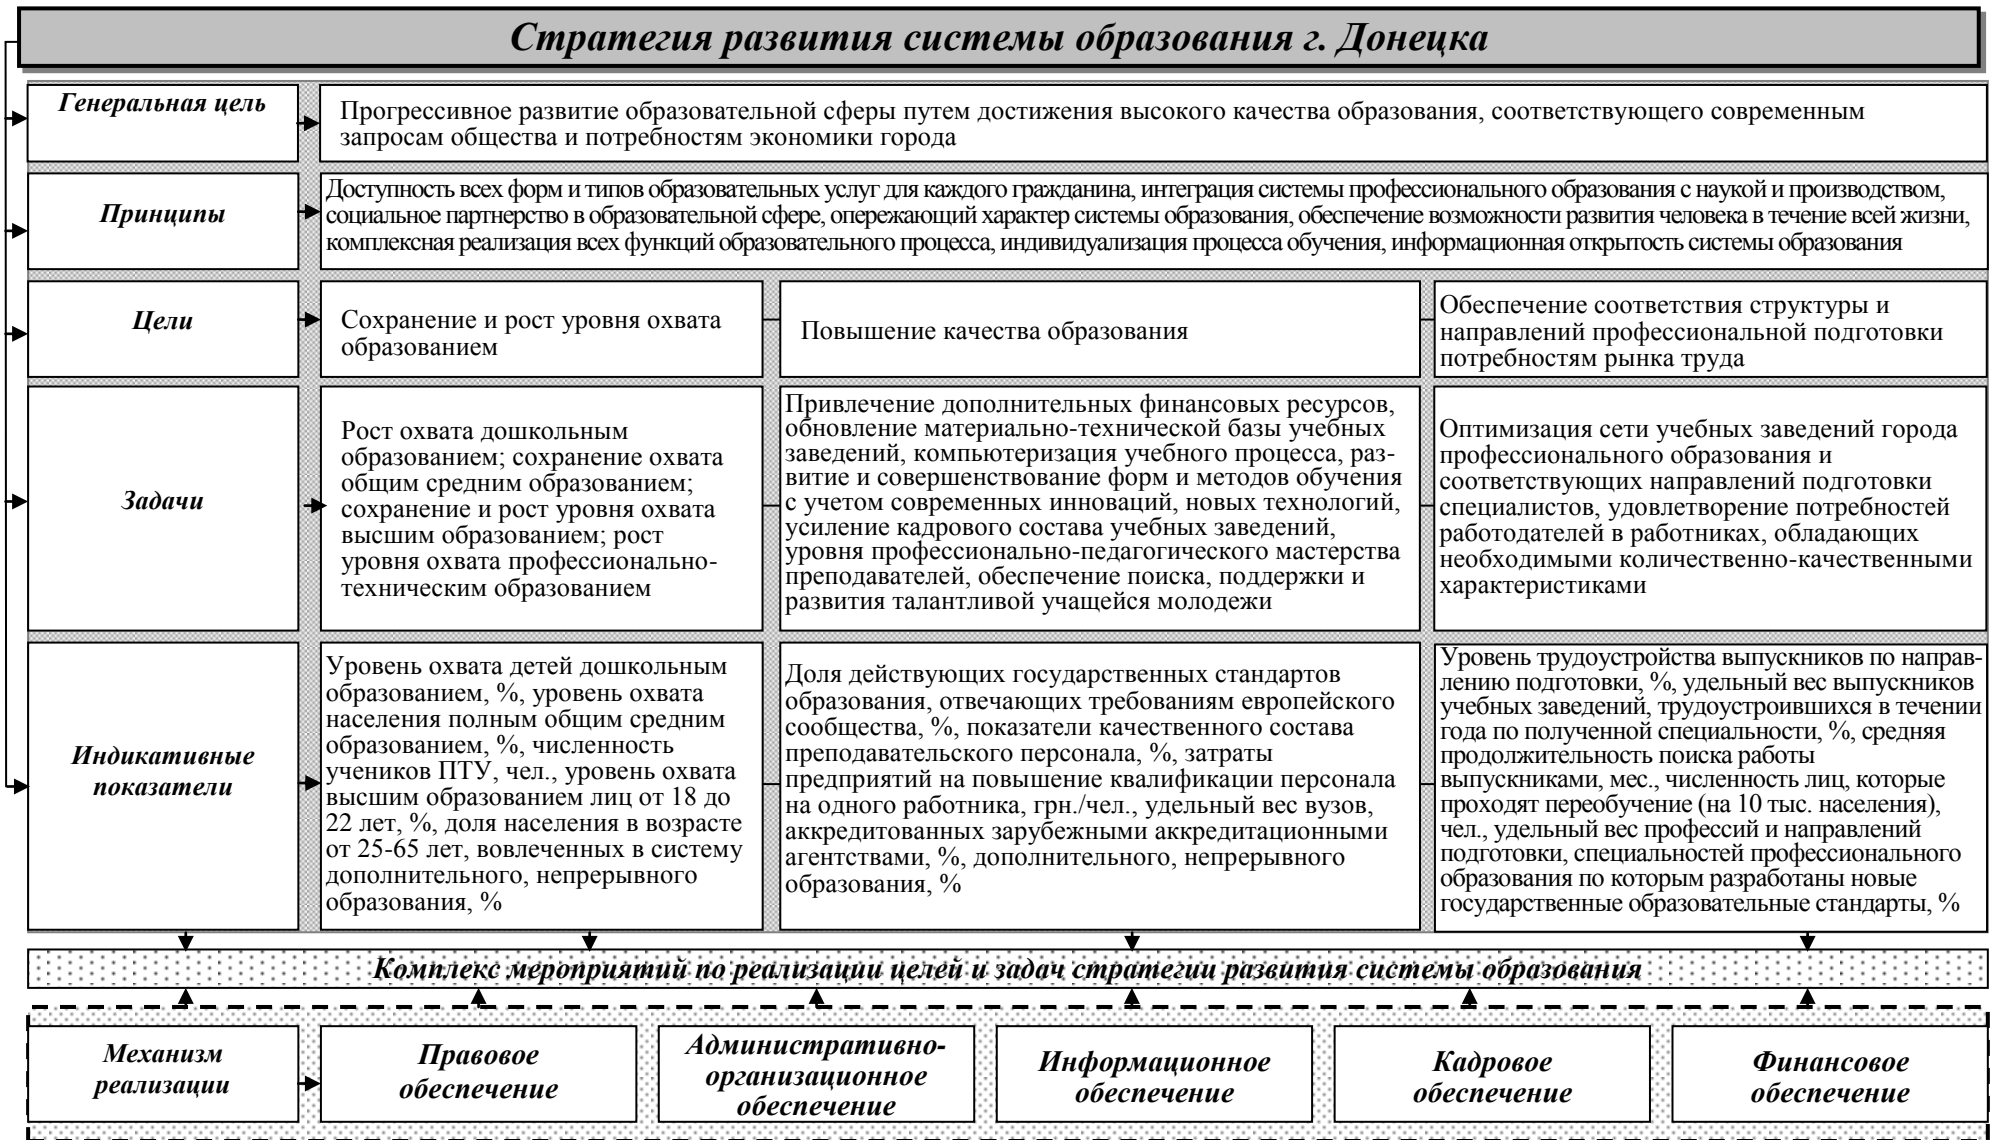 Стратегия развития системы образования г. Донецка
Генеральная цель
Прогрессивное развитие образовательной сферы путем достижения высокого качества образования, соответствующего современным
запросам общества и потребностям экономики города
Принципы
Доступность всех форм и типов образовательных услуг для каждого гражданина, интеграция системы профессионального образования с наукой и производством,
социальное партнерство в образовательной сфере, опережающий характер системы образования, обеспечение возможности развития человека в течение всей жизни,
комплексная реализация всех функций образовательного процесса, индивидуализация процесса обучения, информационная открытость системы образования
Цели
Сохранение и рост уровня охвата
образованием
Повышение качества образования
Обеспечение соответствия структуры и
направлений профессиональной подготовки
потребностям рынка труда
Задачи
Рост охвата дошкольным
образованием; сохранение охвата
общим средним образованием;
сохранение и рост уровня охвата
высшим образованием; рост
уровня охвата профессионально-
техническим образованием
Привлечение дополнительных финансовых ресурсов,
обновление материально-технической базы учебных
заведений, компьютеризация учебного процесса, раз-
витие и совершенствование форм и методов обучения
с учетом современных инноваций, новых технологий,
усиление кадрового состава учебных заведений,
уровня профессионально-педагогического мастерства
преподавателей, обеспечение поиска, поддержки и
развития талантливой учащейся молодежи
Оптимизация сети учебных заведений города
профессионального образования и
соответствующих направлений подготовки
специалистов, удовлетворение потребностей
работодателей в работниках, обладающих
необходимыми количественно-качественными
характеристиками
Индикативные
показатели
Уровень охвата детей дошкольным
образованием, %, уровень охвата
населения полным общим средним
образованием, %, численность
учеников ПТУ, чел., уровень охвата
высшим образованием лиц от 18 до
22 лет, %, доля населения в возрасте
от 25-65 лет, вовлеченных в систему
дополнительного, непрерывного
образования, %
Доля действующих государственных стандартов
образования, отвечающих требованиям европейского
сообщества, %, показатели качественного состава
преподавательского персонала, %, затраты
предприятий на повышение квалификации персонала
на одного работника, грн./чел., удельный вес вузов,
аккредитованных зарубежными аккредитационными
агентствами, %, дополнительного, непрерывного
образования, %
Уровень трудоустройства выпускников по направ-
лению подготовки, %, удельный вес выпускников
учебных заведений, трудоустроившихся в течении
года по полученной специальности, %, средняя
продолжительность поиска работы
выпускниками, мес., численность лиц, которые
проходят переобучение (на 10 тыс. населения),
чел., удельный вес профессий и направлений
подготовки, специальностей профессионального
образования по которым разработаны новые
государственные образовательные стандарты, %
Комплекс мероприятий по реализации целей и задач стратегии развития системы образования
Механизм
реализации
Правовое
обеспечение
Административно-
организационное
обеспечение
Информационное
обеспечение
Кадровое
обеспечение
Финансовое
обеспечение